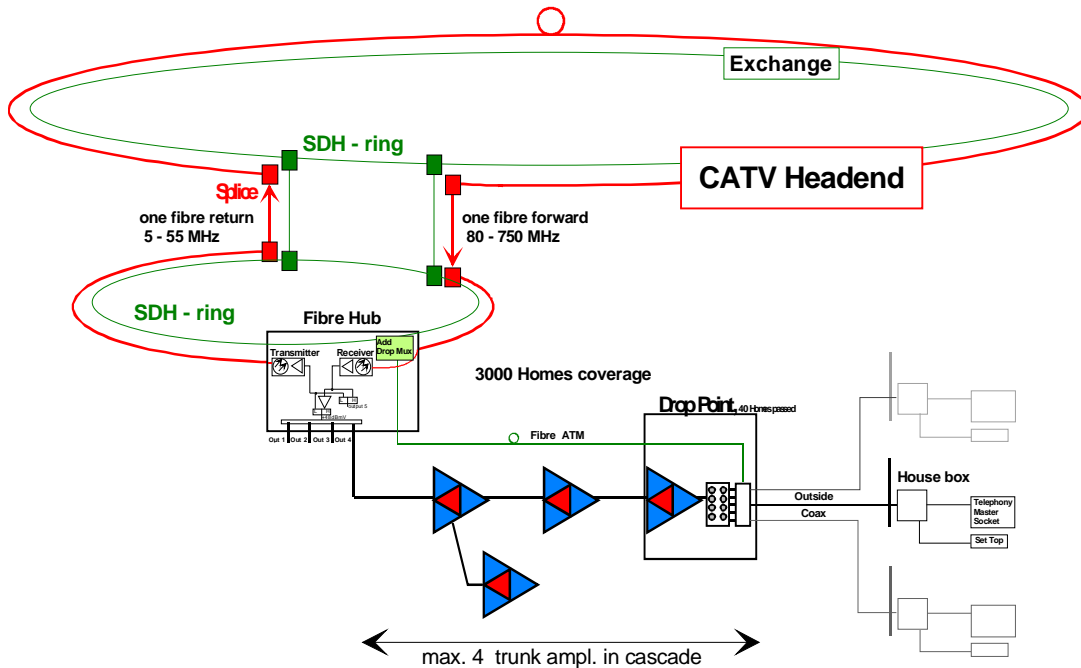 Exchange
SDH - ring
CATV Headend
Splice
one fibre return
5 - 55 MHz
one fibre forward
80 - 750 MHz
SDH - ring
Fibre Hub
Add
Drop Mux
Transmitter
Receiver
3000 Homes coverage
Drop Point, 40 Homes passed
output 5
Out 1
Out 2
Out 3
Out 4
Fibre ATM
House box
Outside
Coax
Telephony
Master
Socket
Set Top
max. 4 trunk ampl. in cascade